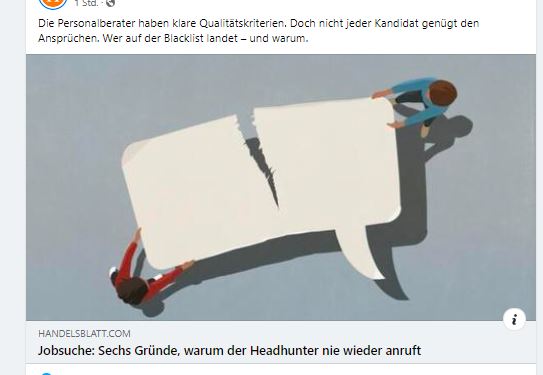 1 Std. ·
Die Personalberater haben klare Qualitätskriterien. Doch nicht jeder Kandidat genügt den
Ansprüchen. Wer auf der Blacklist landet – und warum.
i
HANDELSBLATT.COM
Jobsuche: Sechs Gründe, warum der Headhunter nie wieder anruft